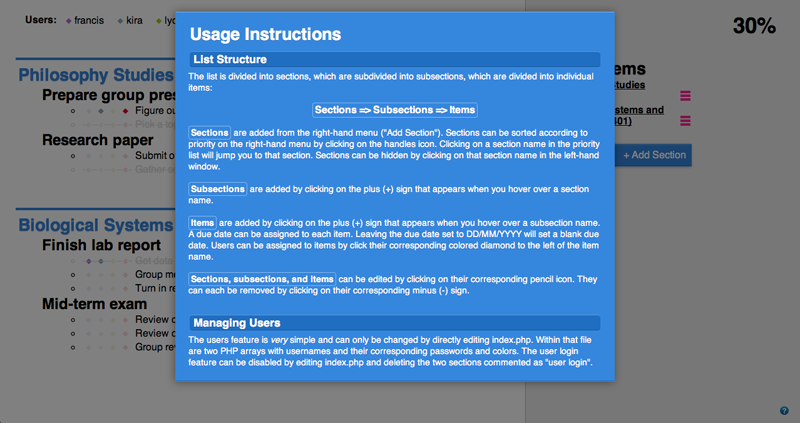 Users: francis kira
30%
Usage Instructions
List Structure
The list is divided into sections, which are subdivided into subsections, which are divided into individual
items:
Sections => Subsections => Items
Sections are added from the right-hand menu ("Add Section"). Sections can be sorted according to
priority on the right-hand menu by clicking on the handles icon. Clicking on a section name in the priority
list will jump you to that section. Sections can be hidden by clicking on that section name in the left-hand
window.
Subsections are added by clicking on the plus (+) sign that appears when you hover over a section
name.
Items are added by clicking on the plus (+) sign that appears when you hover over a subsection name.
A due date can be assigned to each item. Leaving the due date set to DD/MM/YYYY will set a blank due
date. Users can be assigned to items by click their corresponding colored diamond to the left of the item
name.
Sections, subsections, and items can be edited by clicking on their corresponding pencil icon. They
can each be removed by clicking on their corresponding minus (-) sign.
Managing Users
The users feature is very simple and can only be changed by directly editing index.php. Within that file
are two PHP arrays with usernames and their corresponding passwords and colors. The user login
feature can be disabled by editing index.php and deleting the two sections commented as "user login".
Philosophy Studies
Prepare group
Figure
Pick a
Research paper
Submit
Gather
Biological Systems
Finish lab report
Get data
Group
Turn in
Mid-term exam
Review
Review
Group
+ Add Section
?